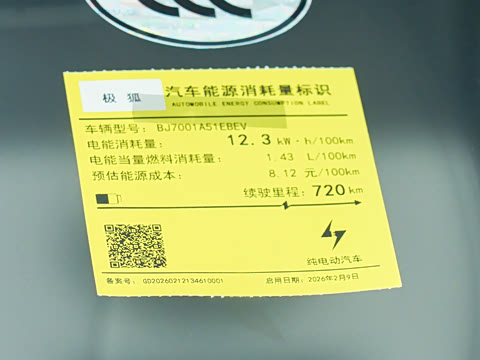 极狐
汽车能源消耗量标识
AUTOMOBILE ENERGY CONSUMPTION LABEL
车辆型号: BJ7001A51EBEV
电能消耗量: 12.3 kW·h/100km
电能当量燃料消耗量: 1.43 L/100km
预估能源成本: 8.12 元/100km
续驶里程: 720 km
纯电动汽车
备案号: GD20260212134610001
启用日期: 2026年2月9日